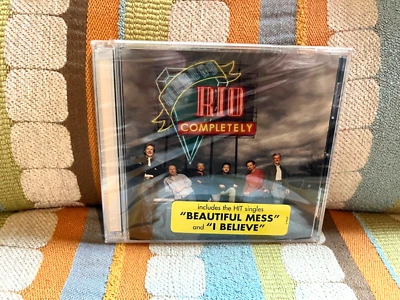 RIO
COMPLETELY
includes the HIT singles
"BEAUTIFUL MESS"
and "I BELIEVE"